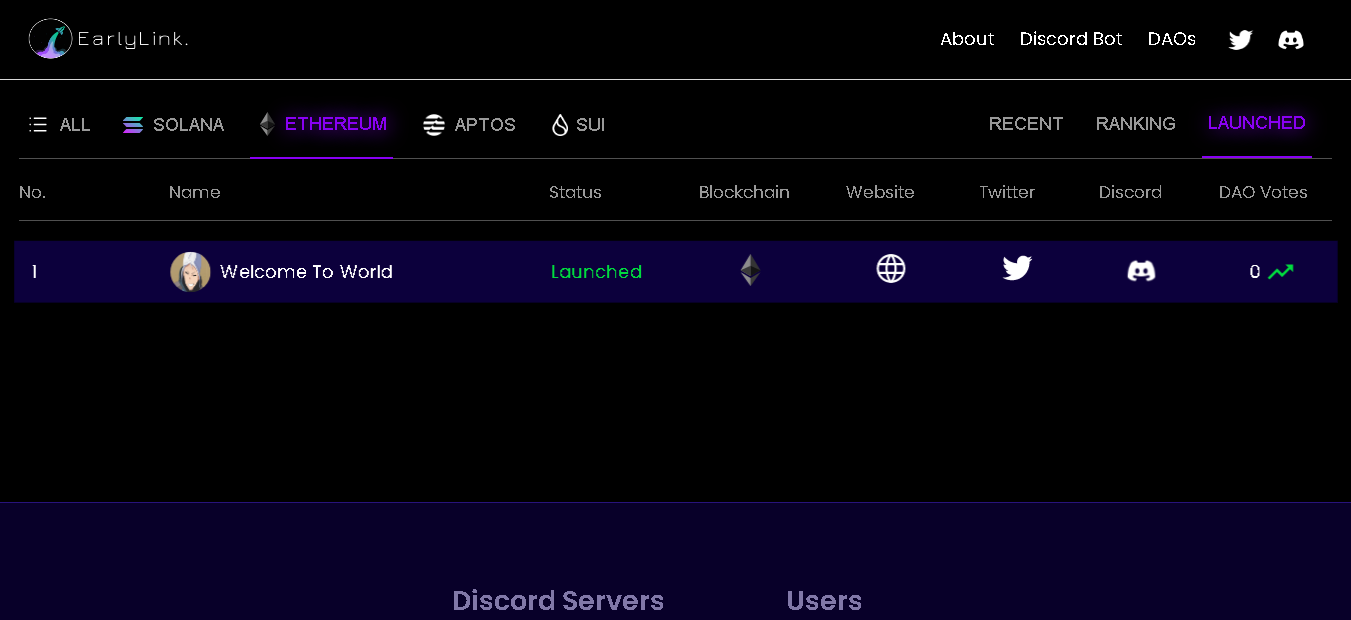 EarlyLink. About Discord Bot DAOs
ALL SOLANA ETHEREUM APTOS SUI RECENT RANKING LAUNCHED
No. Name Status Blockchain Website Twitter Discord DAO Votes
1 Welcome To World Launched 0
Discord Servers Users